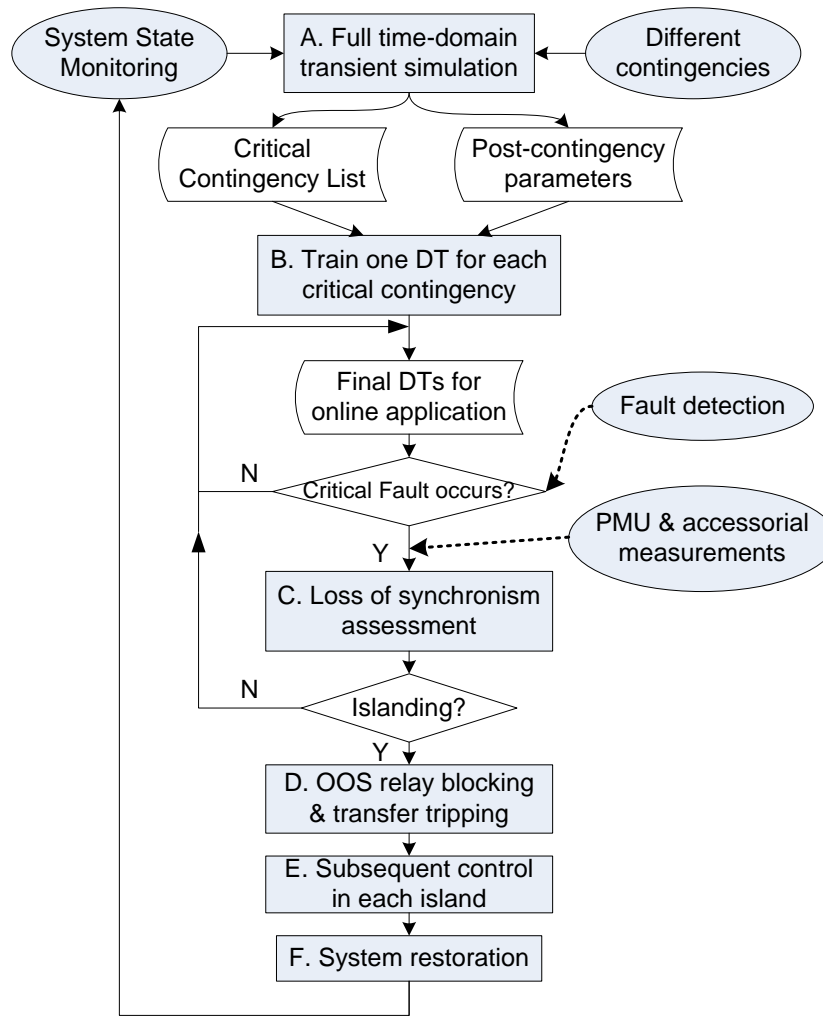 System State
Monitoring
A. Full time-domain
transient simulation
Different
contingencies
Critical
Contingency List
Post-contingency
parameters
B. Train one DT for each
critical contingency
Final DTs for
online application
Fault detection
N
Critical Fault occurs?
PMU & accessorial
measurements
Y
C. Loss of synchronism
assessment
N
Islanding?
Y
D. OOS relay blocking
& transfer tripping
E. Subsequent control
in each island
F. System restoration